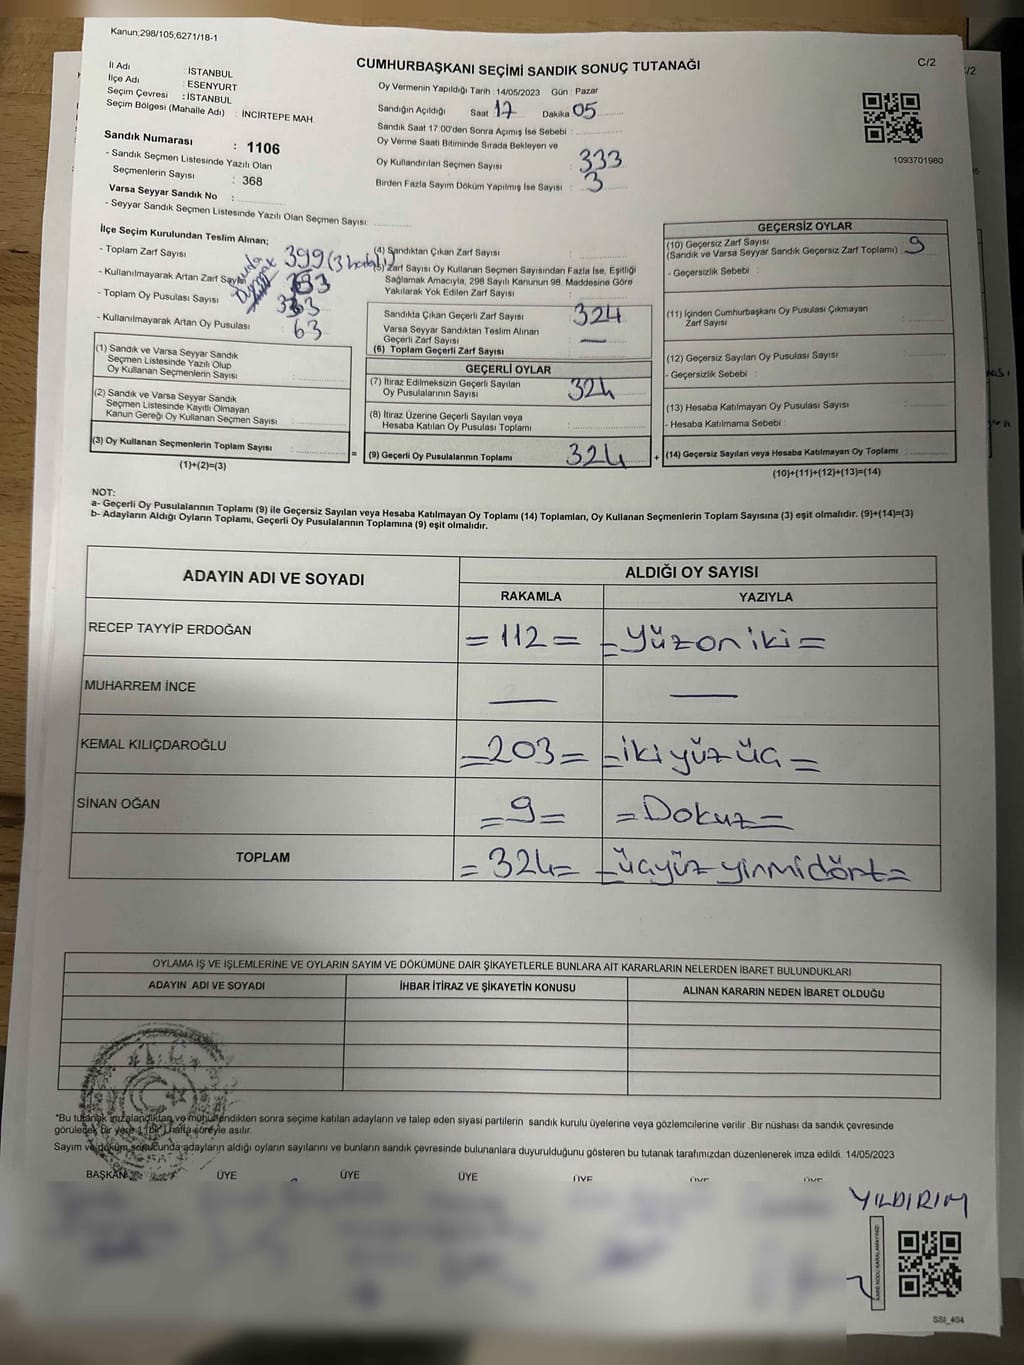 Kanun;298/105,6271/18-1
CUMHURBAŞKANI SEÇİMİ SANDIK SONUÇ TUTANAĞI
C/2
İl Adı : İSTANBUL
İlçe Adı : ESENYURT
Seçim Çevresi : İSTANBUL
Seçim Bölgesi (Mahalle Adı) : İNCİRTEPE MAH.
Sandık Numarası : 1106
- Sandık Seçmen Listesinde Yazılı Olan
Seçmenlerin Sayısı : 368
Varsa Seyyar Sandık No :
- Seyyar Sandık Seçmen Listesinde Yazılı Olan Seçmen Sayısı:
Oy Vermenin Yapıldığı Tarih : 14/05/2023 Gün : Pazar
Sandığın Açıldığı Saat 17 Dakika 05
Sandık Saat 17:00'den Sonra Açımış İse Sebebi :
Oy Verme Saati Bitiminde Sırada Bekleyen ve
Oy Kullandırılan Seçmen Sayısı : 333
Birden Fazla Sayım Döküm Yapılmış İse Sayısı : 3
1093701980
İlçe Seçim Kurulundan Teslim Alınan;
- Toplam Zarf Sayısı 399 (3 hatalı)
- Kullanılmayarak Artan Zarf Sayısı
- Toplam Oy Pusulası Sayısı
- Kullanılmayarak Artan Oy Pusulası 63
(1) Sandık ve Varsa Seyyar Sandık
Seçmen Listesinde Yazılı Olup
Oy Kullanan Seçmenlerin Sayısı :
(2) Sandık ve Varsa Seyyar Sandık
Seçmen Listesinde Kayıtlı Olmayan
Kanun Gereği Oy Kullanan Seçmen Sayısı :
(3) Oy Kullanan Seçmenlerin Toplam Sayısı :
(1)+(2)=(3)
=
(4) Sandıktan Çıkan Zarf Sayısı :
(5) Zarf Sayısı Oy Kullanan Seçmen Sayısından Fazla İse, Eşitliği
Sağlamak Amacıyla, 298 Sayılı Kanunun 98. Maddesine Göre
Yakılarak Yok Edilen Zarf Sayısı :
Sandıkta Çıkan Geçerli Zarf Sayısı : 324
Varsa Seyyar Sandıktan Teslim Alınan
Geçerli Zarf Sayısı : —
(6) Toplam Geçerli Zarf Sayısı :
GEÇERLİ OYLAR
(7) İtiraz Edilmeksizin Geçerli Sayılan
Oy Pusulalarının Sayısı : 324
(8) İtiraz Üzerine Geçerli Sayılan veya
Hesaba Katılan Oy Pusulası Toplamı :
(9) Geçerli Oy Pusulalarının Toplamı : 324
+
GEÇERSİZ OYLAR
(10) Geçersiz Zarf Sayısı : 9
(Sandık ve Varsa Seyyar Sandık Geçersiz Zarf Toplamı)
- Geçersizlik Sebebi :
(11) İçinden Cumhurbaşkanı Oy Pusulası Çıkmayan
Zarf Sayısı :
(12) Geçersiz Sayılan Oy Pusulası Sayısı :
- Geçersizlik Sebebi :
(13) Hesaba Katılmayan Oy Pusulası Sayısı :
- Hesaba Katılmama Sebebi :
(14) Geçersiz Sayılan veya Hesaba Katılmayan Oy Toplamı :
(10)+(11)+(12)+(13)=(14)
NOT:
a- Geçerli Oy Pusulalarının Toplamı (9) ile Geçersiz Sayılan veya Hesaba Katılmayan Oy Toplamı (14) Toplamları, Oy Kullanan Seçmenlerin Toplam Sayısına (3) eşit olmalıdır. (9)+(14)=(3)
b- Adayların Aldığı Oyların Toplamı, Geçerli Oy Pusulalarının Toplamına (9) eşit olmalıdır.
ADAYIN ADI VE SOYADI ALDIĞI OY SAYISI
RAKAMLA YAZIYLA
RECEP TAYYİP ERDOĞAN =112= =Yüzoniki=
MUHARREM İNCE — —
KEMAL KILIÇDAROĞLU =203= =ikiyüzüç=
SİNAN OĞAN =9= =Dokuz=
TOPLAM =324= =üçyüzyirmidört=
OYLAMA İŞ VE İŞLEMLERİNE VE OYLARIN SAYIM VE DÖKÜMÜNE DAİR ŞİKAYETLERLE BUNLARA AİT KARARLARIN NELERDEN İBARET BULUNDUKLARI
ADAYIN ADI VE SOYADI İHBAR İTİRAZ VE ŞİKAYETİN KONUSU ALINAN KARARIN NEDEN İBARET OLDUĞU
*Bu tutanak imzalandıktan ve mühürlendikten sonra seçime katılan adayların ve talep eden siyasi partilerin sandık kurulu üyelerine veya gözlemcilerine verilir .Bir nüshası da sandık çevresinde
görülecek bir yere 1 (bir) hafta süreyle asılır.
Sayım ve döküm sonucunda adayların aldığı oyların sayılarını ve bunların sandık çevresinde bulunanlara duyurulduğunu gösteren bu tutanak tarafımızdan düzenlenerek imza edildi. 14/05/2023
BAŞKAN ÜYE ÜYE ÜYE ÜYE ÜYE ÜYE
YILDIRIM
KARE KODU KARALAMAYINIZ!
SSI_404